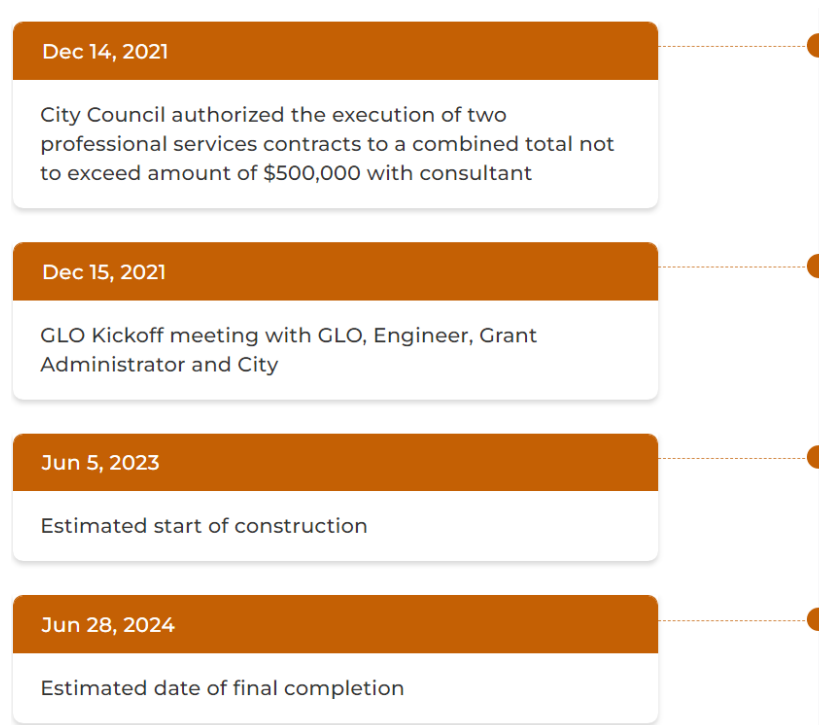 Dec 14, 2021
City Council authorized the execution of two
professional services contracts to a combined total not
to exceed amount of $500,000 with consultant
Dec 15, 2021
GLO Kickoff meeting with GLO, Engineer, Grant
Administrator and City
Jun 5, 2023
Estimated start of construction
Jun 28, 2024
Estimated date of final completion